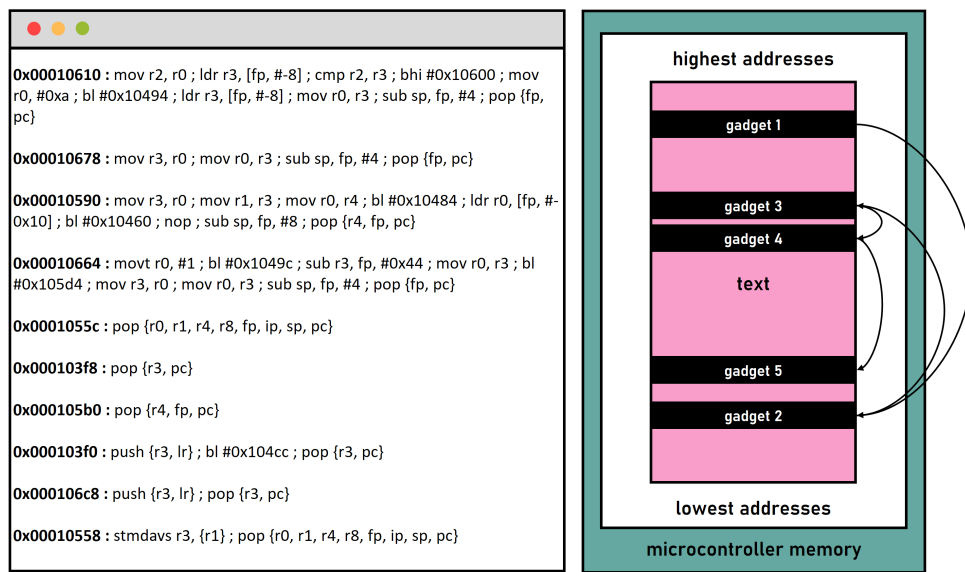 0x00010610 : mov r2, r0 ; ldr r3, [fp, #-8] ; cmp r2, r3 ; bhi #0x10600 ; mov
r0, #0xa ; bl #0x10494 ; ldr r3, [fp, #-8] ; mov r0, r3 ; sub sp, fp, #4 ; pop {fp,
pc}
0x00010678 : mov r3, r0 ; mov r0, r3 ; sub sp, fp, #4 ; pop {fp, pc}
0x00010590 : mov r3, r0 ; mov r1, r3 ; mov r0, r4 ; bl #0x10484 ; ldr r0, [fp, #-
0x10] ; bl #0x10460 ; nop ; sub sp, fp, #8 ; pop {r4, fp, pc}
0x00010664 : movt r0, #1 ; bl #0x1049c ; sub r3, fp, #0x44 ; mov r0, r3 ; bl
#0x105d4 ; mov r3, r0 ; mov r0, r3 ; sub sp, fp, #4 ; pop {fp, pc}
0x0001055c : pop {r0, r1, r4, r8, fp, ip, sp, pc}
0x000103f8 : pop {r3, pc}
0x000105b0 : pop {r4, fp, pc}
0x000103f0 : push {r3, lr} ; bl #0x104cc ; pop {r3, pc}
0x000106c8 : push {r3, lr} ; pop {r3, pc}
0x00010558 : stmdavs r3, {r1} ; pop {r0, r1, r4, r8, fp, ip, sp, pc}
highest addresses
gadget 1
gadget 3
gadget 4
text
gadget 5
gadget 2
lowest addresses
microcontroller memory